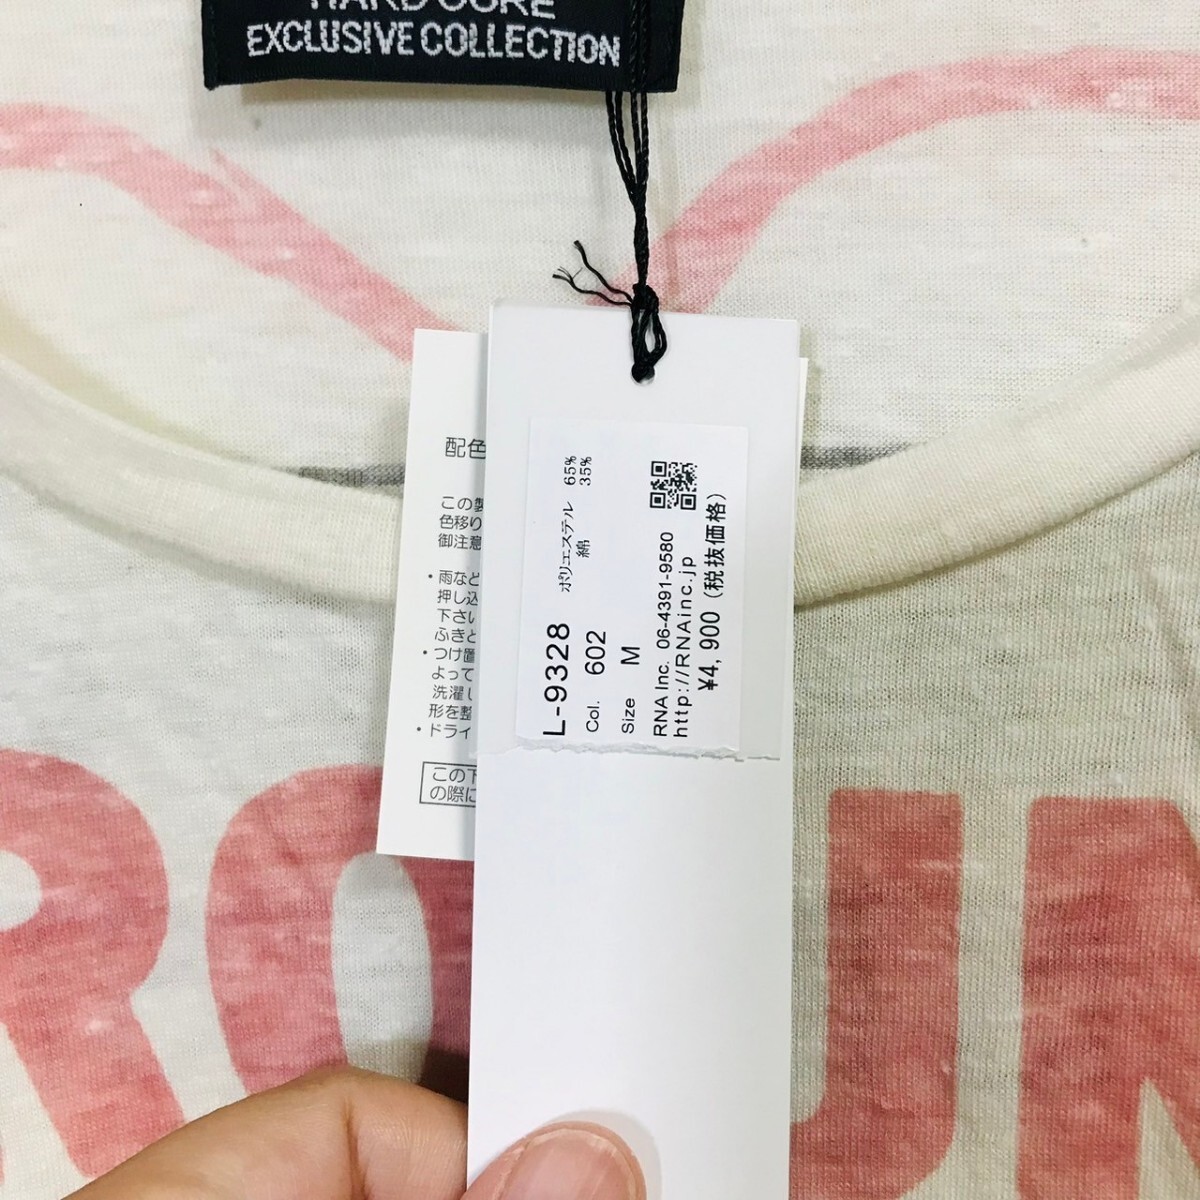 HARD CORE
EXCLUSIVE COLLECTION
配色
この製
色移り
御注意
・雨など
押し込
下さい
ふきと
・つけ置
よって
洗濯し
形を整
・ドライ
この下
の際に
L-9328
ポリエステル 65%
綿 35%
Col. 602
Size M
RNA Inc. 06-4391-9580
http://RNAinc.jp
¥4,900 (税抜価格)
ROUN